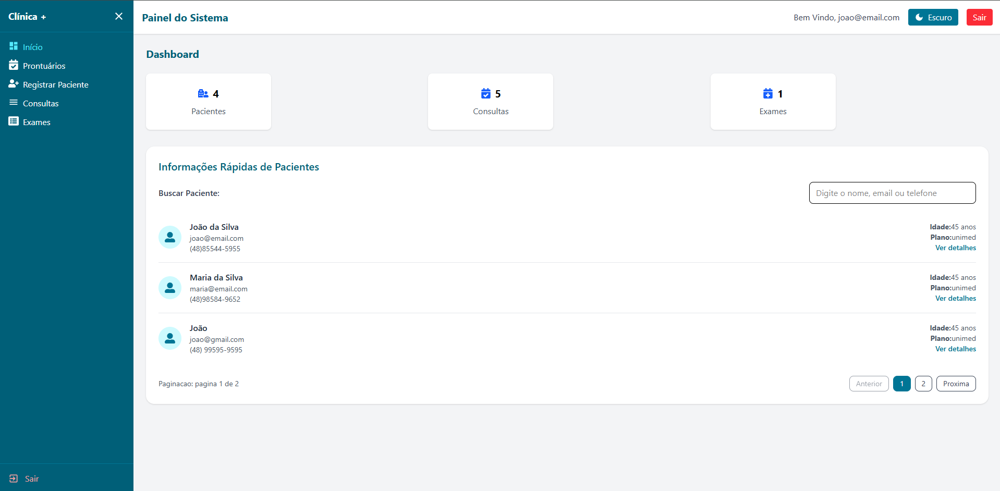 Clínica +
Início
Prontuários
Registrar Paciente
Consultas
Exames
Sair
Painel do Sistema
Bem Vindo, joao@email.com
Escuro
Sair
Dashboard
4
Pacientes
5
Consultas
1
Exames
Informações Rápidas de Pacientes
Buscar Paciente:
Digite o nome, email ou telefone
João da Silva
joao@email.com
(48)85544-5955
Idade:45 anos
Plano:unimed
Ver detalhes
Maria da Silva
maria@email.com
(48)98584-9652
Idade:45 anos
Plano:unimed
Ver detalhes
João
joao@gmail.com
(48) 99595-9595
Idade:45 anos
Plano:unimed
Ver detalhes
Paginacao: pagina 1 de 2
Anterior
1
2
Proxima